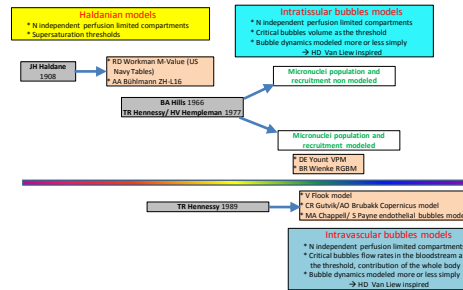 Haldanian models
* N independent perfusion limited compartments
* Supersaturation thresholds
Intratissular bubbles models
* N independent perfusion limited compartments
* Critical bubbles volume as the threshold
* Bubble dynamics modeled more or less simply
→ HD Van Liew inspired
JH Haldane
1908
* RD Workman M-Value (US
Navy Tables)
* AA Bühlmann ZH-L16
Micronuclei population and
recruitment non modeled
BA Hills 1966
TR Hennessy/ HV Hempleman 1977
Micronuclei population and
recruitment modeled
* DE Yount VPM
* BR Wienke RGBM
TR Hennessy 1989
* V Flook model
* CR Gutvik/AO Brubakk Copernicus model
* MA Chappell/ S Payne endothelial bubbles mode
Intravascular bubbles models
* N independent perfusion limited compartments
* Critical bubbles flow rates in the bloodstream a
the threshold, contribution of the whole body
* Bubble dynamics modeled more or less simply
→ HD Van Liew inspired